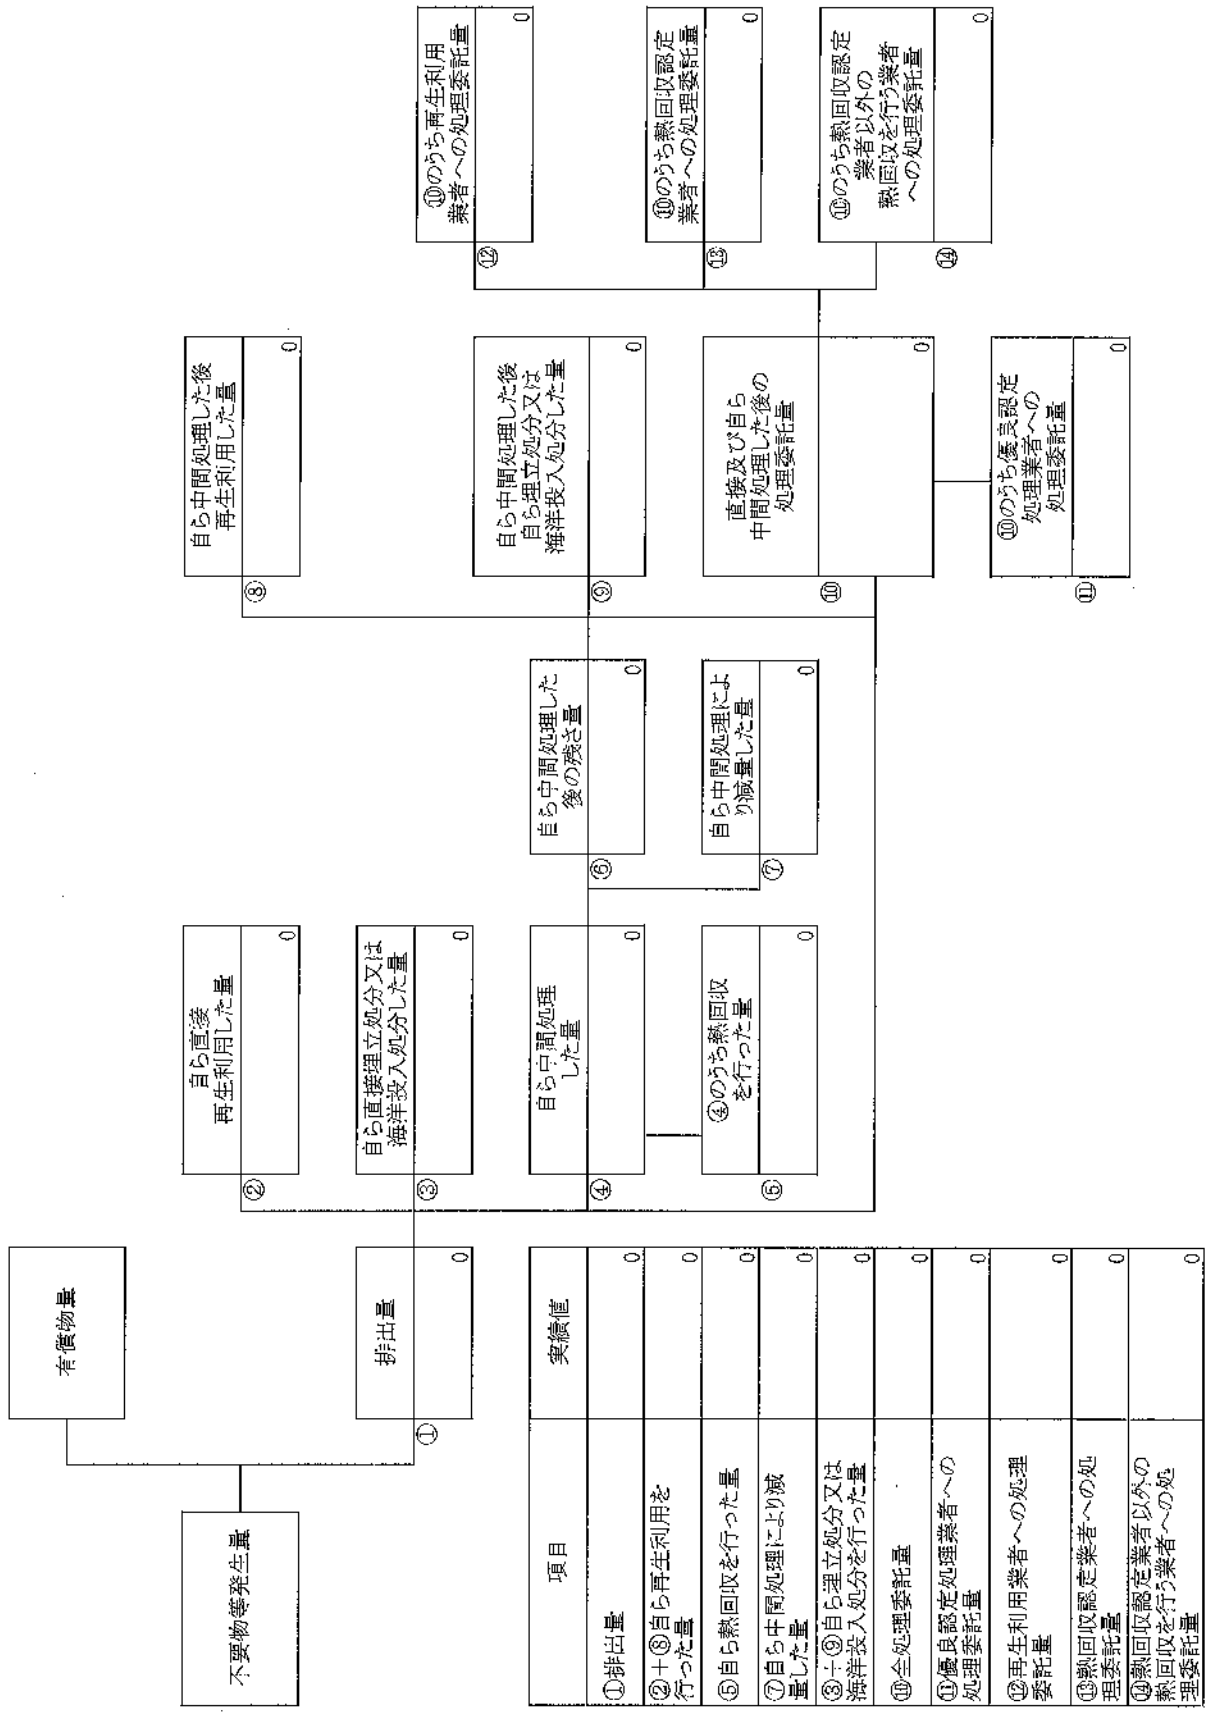 不要物等発生量
有償物量
①
排出量
0
②
自ら直接
再生利用した量
0
③
自ら直接埋立処分又は
海洋投入処分した量
0
④
自ら中間処理
した量
0
⑤
④のうち熱回収
を行った量
0
⑥
自ら中間処理した
後の残さ量
0
⑦
自ら中間処理によ
り減量した量
0
⑧
自ら中間処理した後
再生利用した量
0
⑨
自ら中間処理した後
自ら埋立処分又は
海洋投入処分した量
0
⑩
直接及び自ら
中間処理した後の
処理委託量
0
⑪
⑩のうち優良認定
処理業者への
処理委託量
0
⑫
⑩のうち再生利用
業者への処理委託量
0
⑬
⑩のうち熱回収認定
業者への処理委託量
0
⑭
⑩のうち熱回収認定
業者以外の
熱回収を行う業者
への処理委託量
0
項目 実績値
①排出量 0
②＋⑧自ら再生利用を
行った量 0
⑤自ら熱回収を行った量 0
⑦自ら中間処理により減
量した量 0
③＋⑨自ら埋立処分又は
海洋投入処分を行った量 0
⑩全処理委託量 0
⑪優良認定処理業者への
処理委託量 0
⑫再生利用業者への処理
委託量 0
⑬熱回収認定業者への処
理委託量 0
⑭熱回収認定業者以外の
熱回収を行う業者への処
理委託量 0